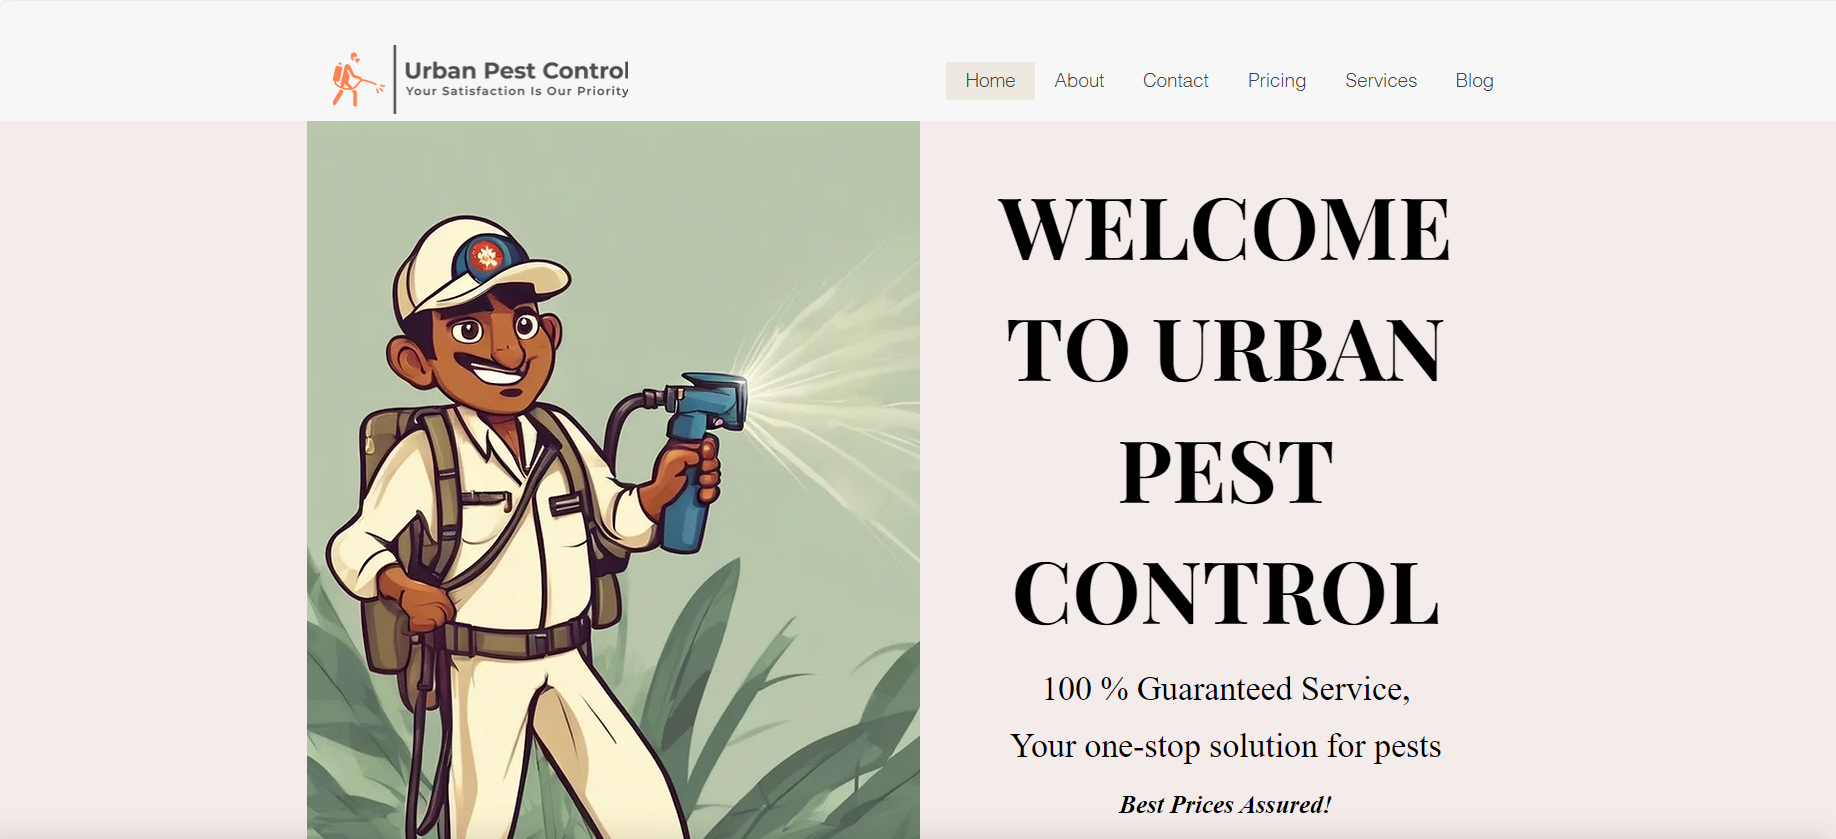 Urban Pest Control
Your Satisfaction Is Our Priority
Home About Contact Pricing Services Blog
WELCOME
TO URBAN
PEST
CONTROL
100 % Guaranteed Service,
Your one-stop solution for pests
Best Prices Assured!